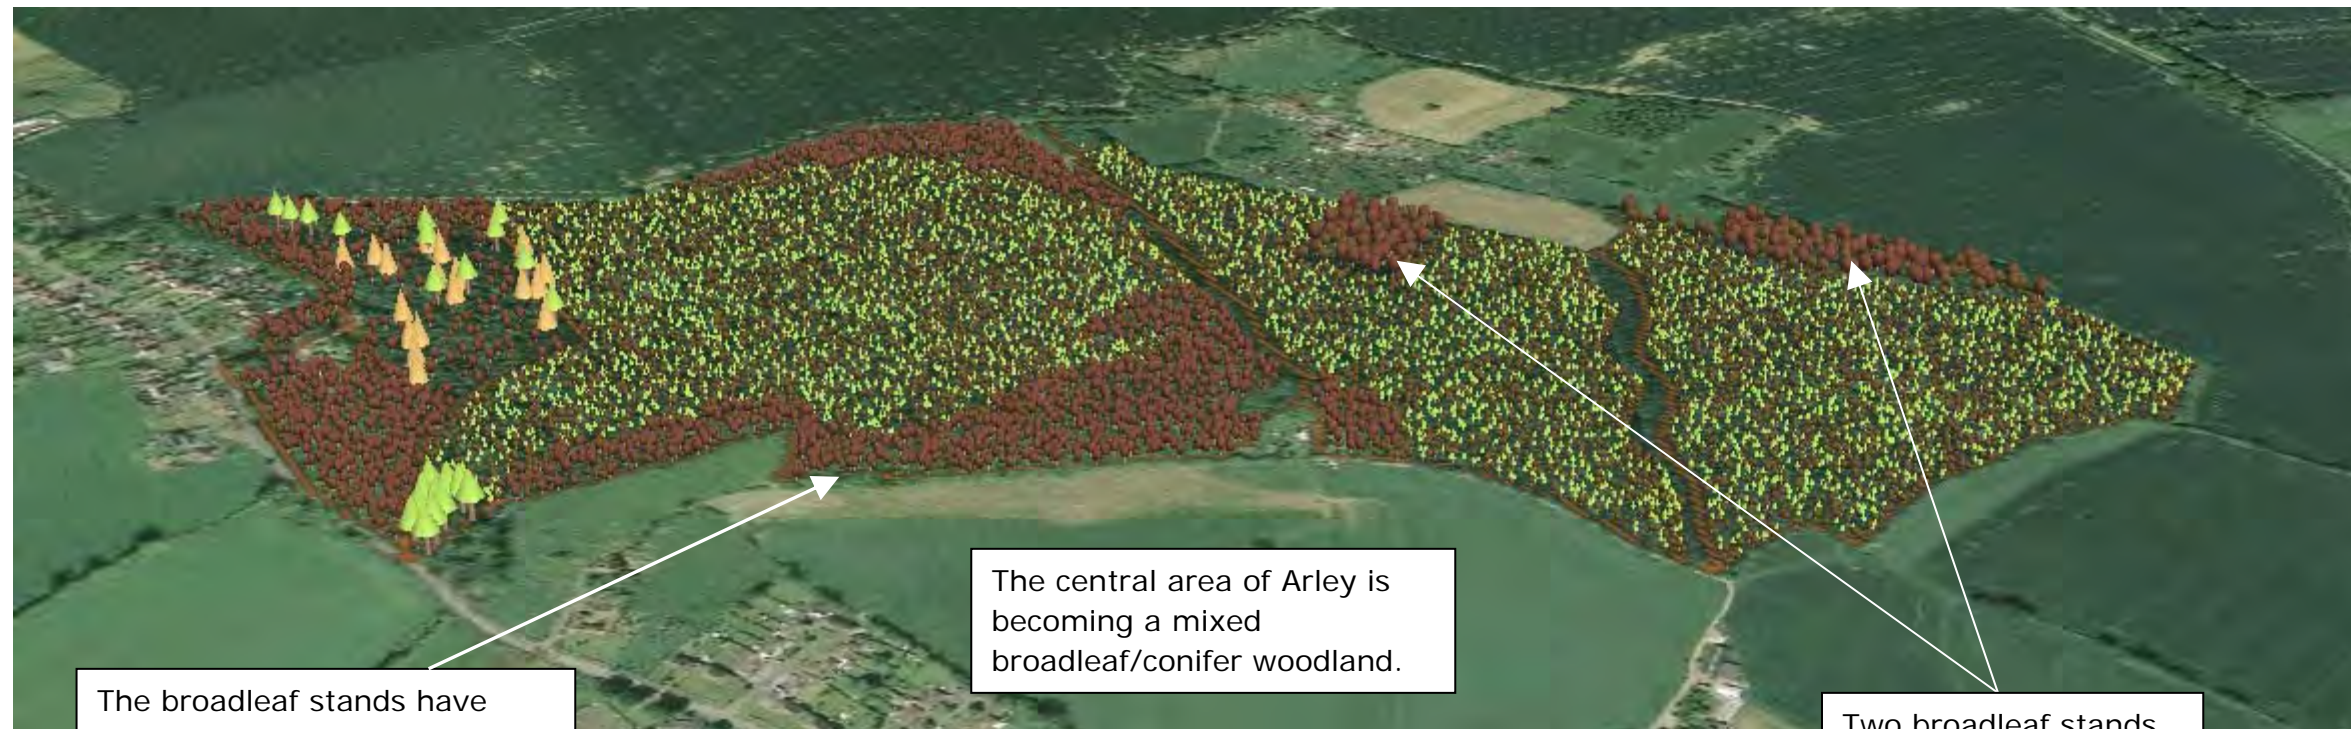 The central area of Arley is
becoming a mixed
broadleaf/conifer woodland.
The broadleaf stands have
Two broadleaf stands